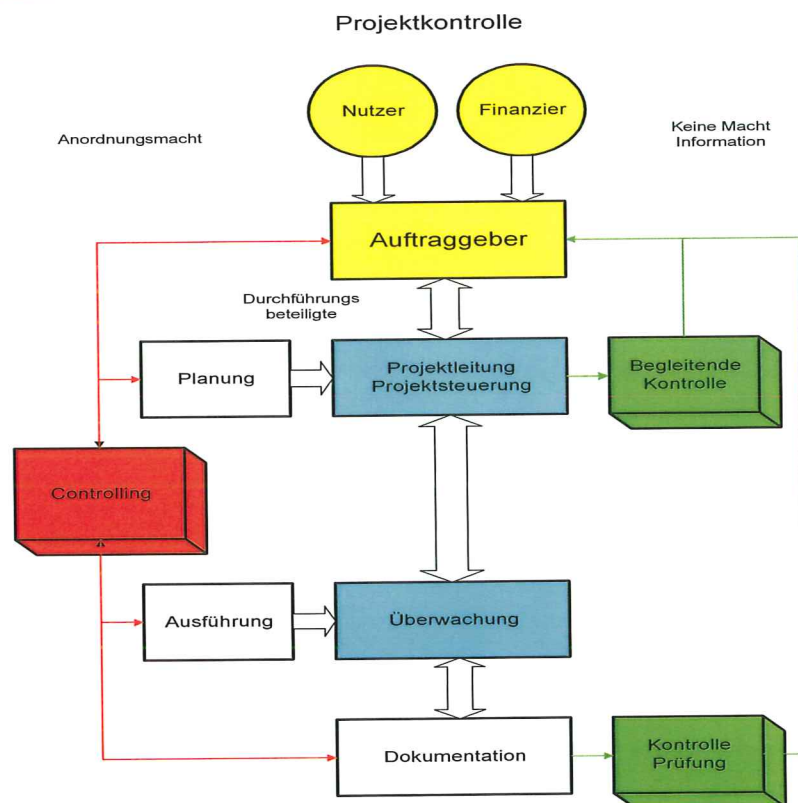 Projektkontrolle
Nutzer
Finanzier
Anordnungsmacht
Keine Macht
Information
Auftraggeber
Durchführungs
beteiligte
Planung
Projektleitung
Projektsteuerung
Begleitende
Kontrolle
Controlling
Ausführung
Überwachung
Dokumentation
Kontrolle
Prüfung